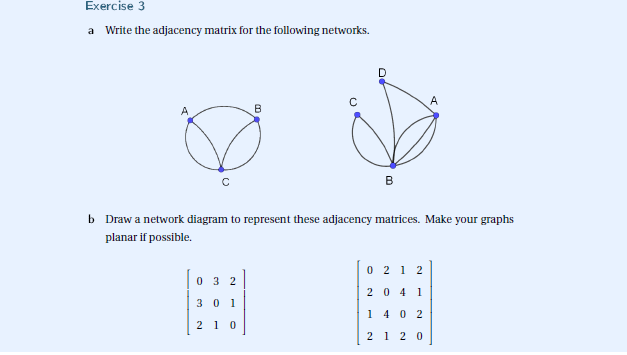 Exercise 3
a Write the adjacency matrix for the following networks.
D
A B C A
C B
b Draw a network diagram to represent these adjacency matrices. Make your graphs
planar if possible.
0 3 2
3 0 1
2 1 0
0 2 1 2
2 0 4 1
1 4 0 2
2 1 2 0